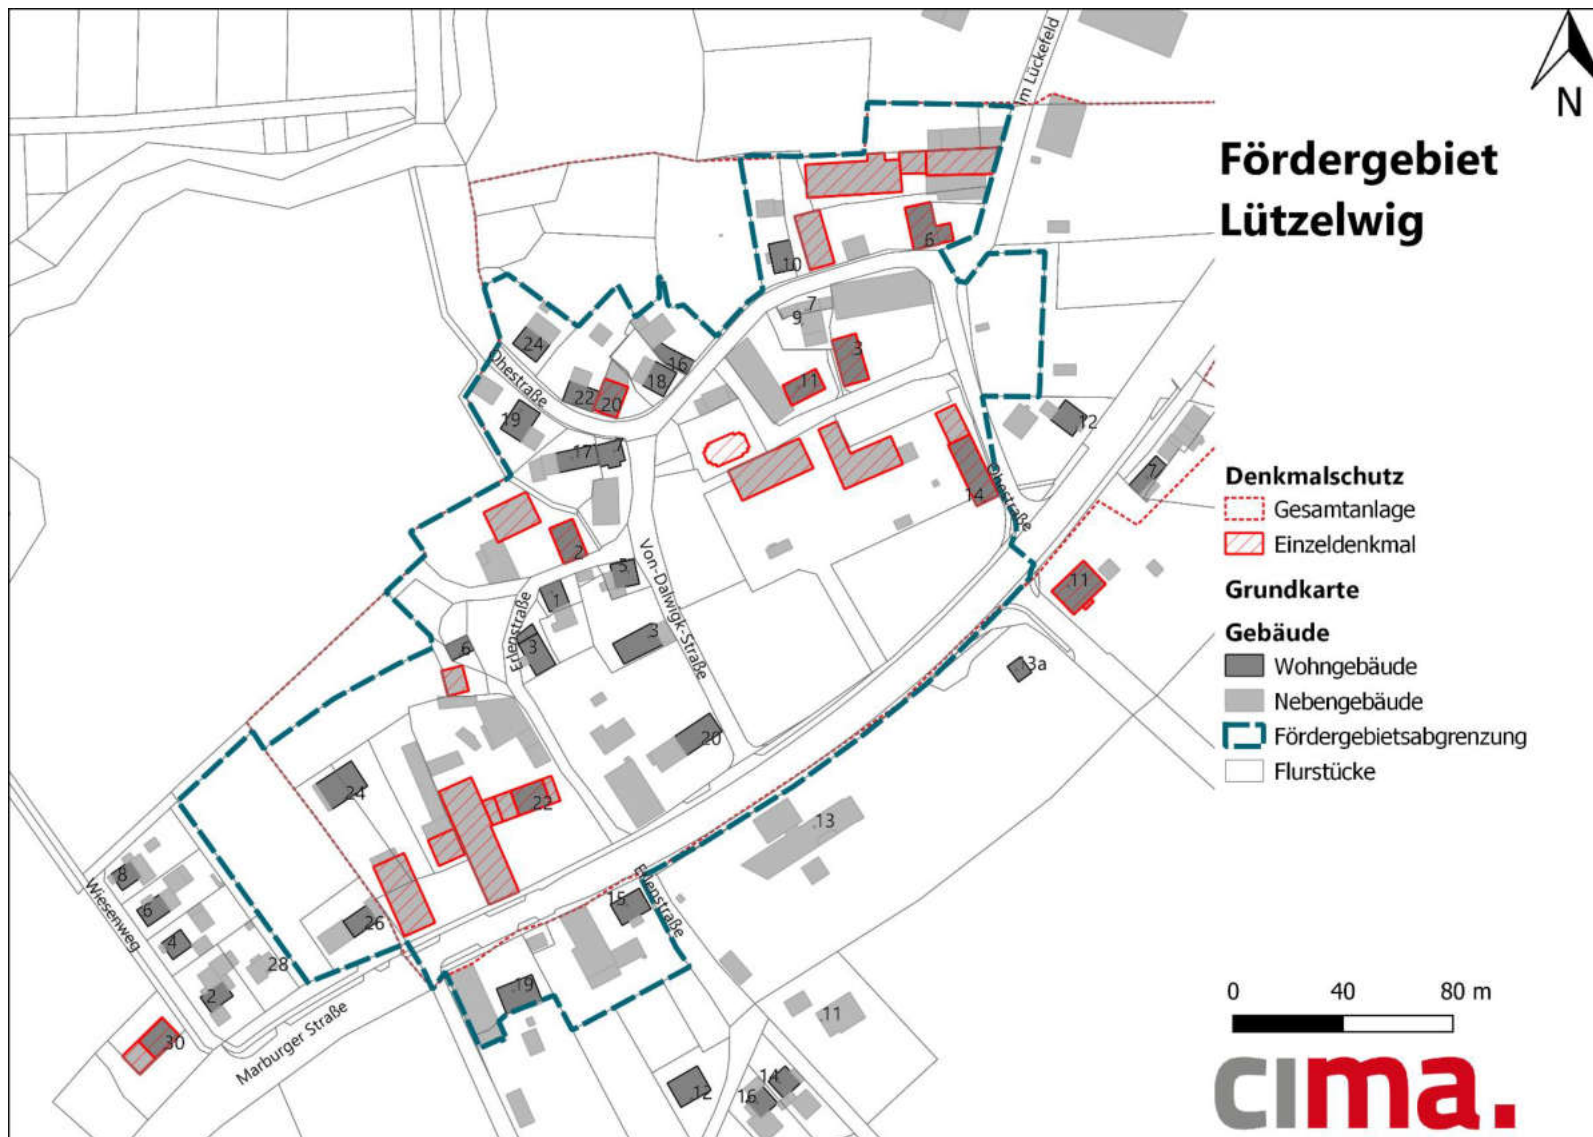 Im Lückefeld
N
Fördergebiet
Lützelwig
6
10
7
9
3
24
16
18
Ohestraße
22
20
11
19
12
17
7
7
14
Ohestraße
Denkmalschutz
Gesamtanlage
Einzeldenkmal
2
Von-Dalwigk-Straße
5
11
1
Grundkarte
Gebäude
Erlenstraße
3
3
6
13a
Wohngebäude
Nebengebäude
20
Fördergebietsabgrenzung
Flurstücke
24
22
13
8
Erlenstraße
15
6
Wiesenweg
26
4
28
2
19
0 40 80 m
11
30
Marburger Straße
14
12
16
cima.